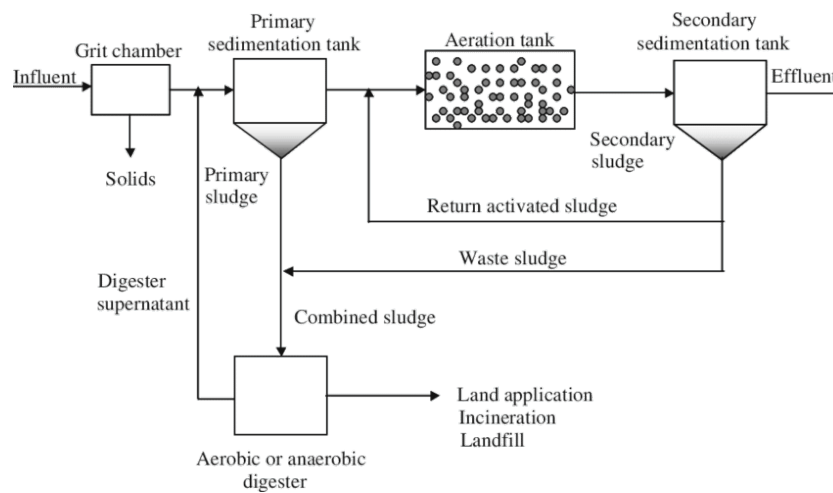 Primary
sedimentation tank
Secondary
sedimentation tank
Grit chamber
Aeration tank
Influent
Effluent
Secondary
sludge
Solids
Primary
sludge
Return activated sludge
Waste sludge
Digester
supernatant
Combined sludge
Land application
Incineration
Landfill
Aerobic or anaerobic
digester